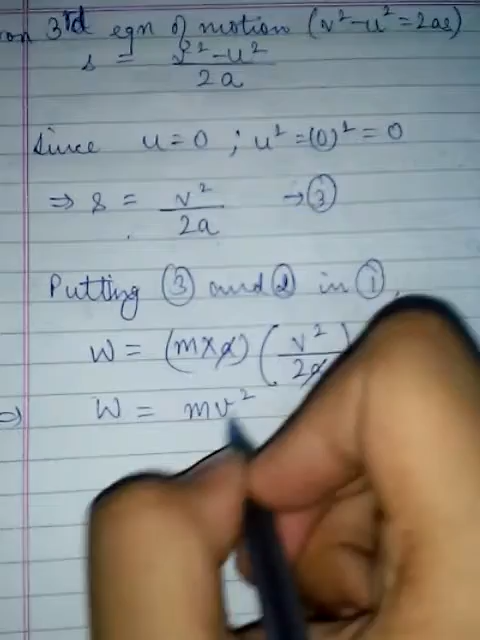 on 3rd eqn of motion (v² - u² = 2as)
s = v² - u² / 2a
Since u = 0 ; u² = (0)² = 0
⇒ s = v² / 2a → ③
Putting ③ and ② in ①,
W = (m × a) (v² / 2a)
W = mv²